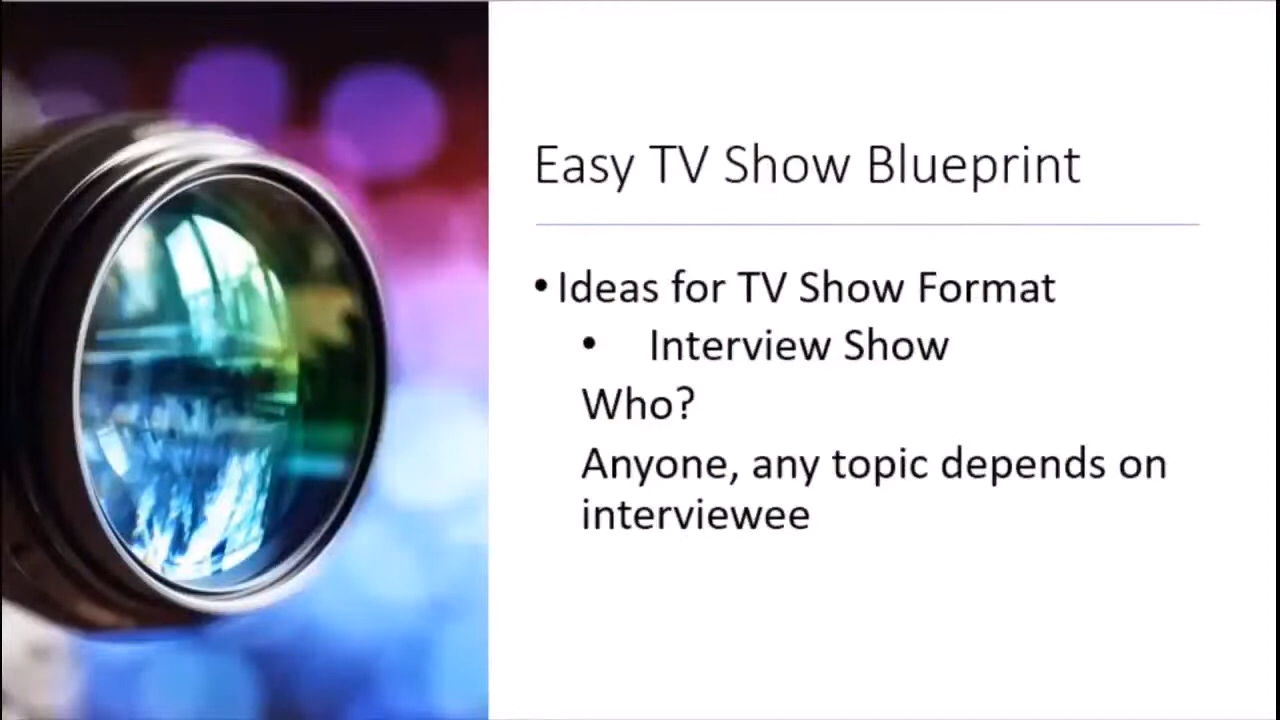 Easy TV Show Blueprint
• Ideas for TV Show Format
• Interview Show
Who?
Anyone, any topic depends on
interviewee